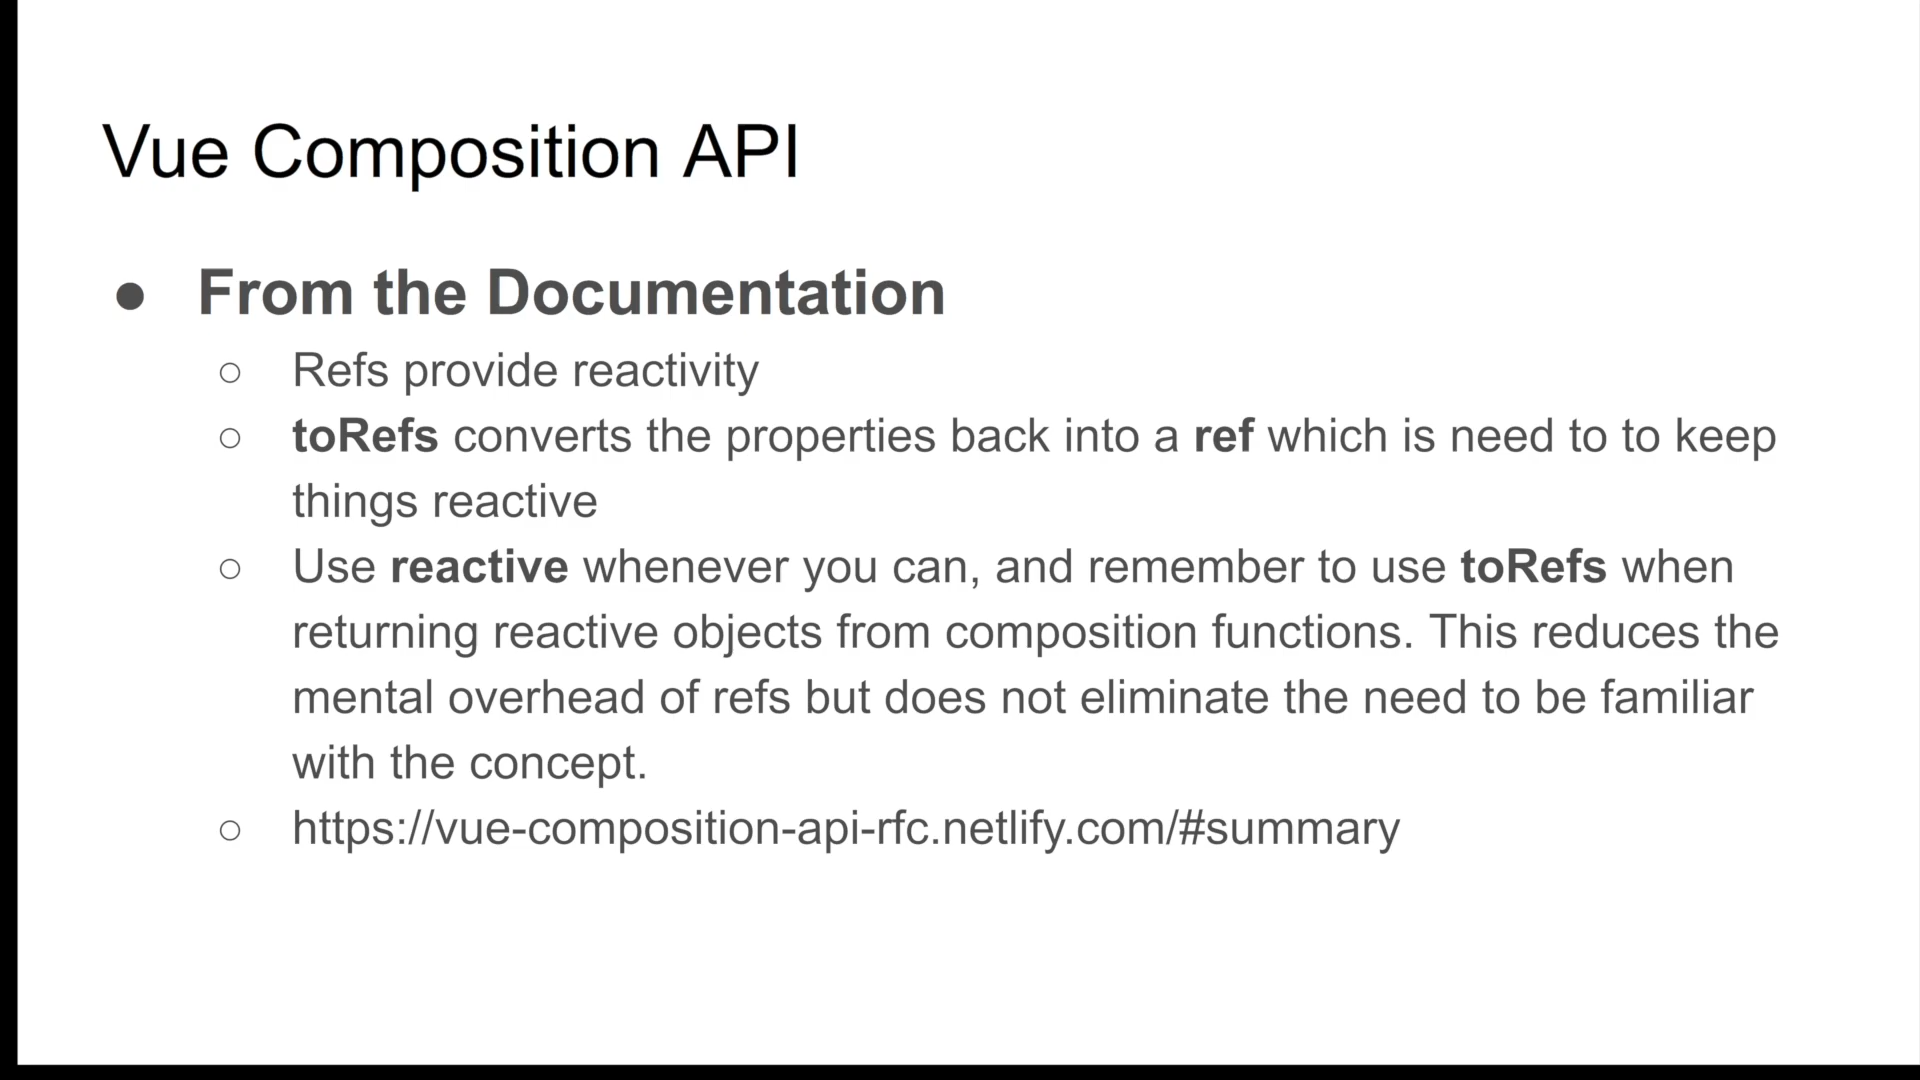 Vue Composition API
● From the Documentation
○ Refs provide reactivity
○ toRefs converts the properties back into a ref which is need to to keep
things reactive
○ Use reactive whenever you can, and remember to use toRefs when
returning reactive objects from composition functions. This reduces the
mental overhead of refs but does not eliminate the need to be familiar
with the concept.
○ https://vue-composition-api-rfc.netlify.com/#summary